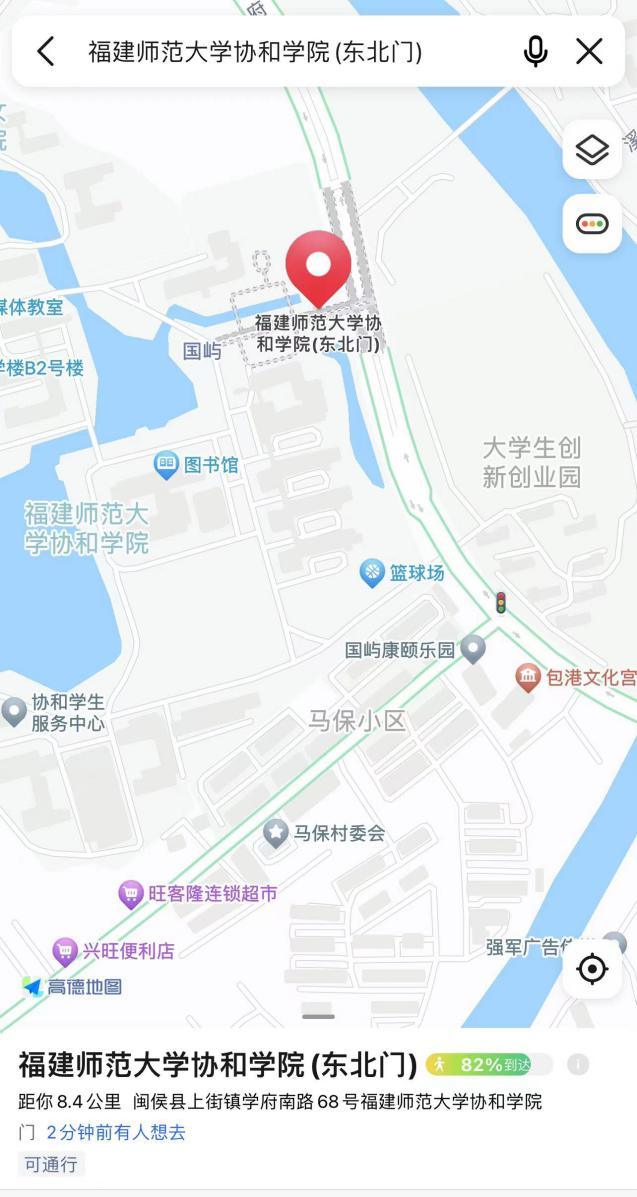 府
福建师范大学协和学院(东北门)
溪
院
福建师范大学协
和学院(东北门)
媒体教室
国屿
学楼B2号楼
大学生创
新创业园
图书馆
福建师范大
学协和学院
篮球场
国屿康颐乐园
包港文化宫
协和学生
服务中心
马保小区
马保村委会
旺客隆连锁超市
兴旺便利店
强军广告
高德地图
福建师范大学协和学院(东北门)
82%到达
距你8.4公里 闽侯县上街镇学府南路68号福建师范大学协和学院
门 2分钟前有人想去
可通行